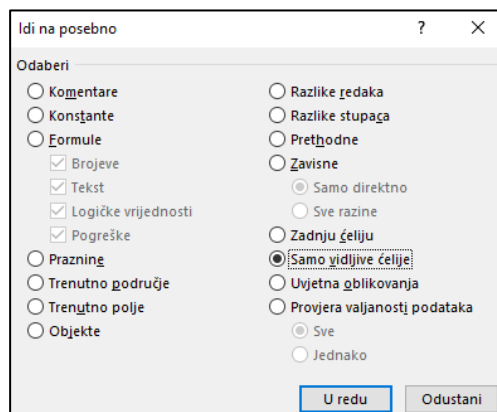 Idi na posebno
?
Odaberi
Komentare
Konstante
Formule
Brojeve
Tekst
Logičke vrijednosti
Pogreške
Praznine
Trenutno područje
Trenutno polje
Objekte
Razlike redaka
Razlike stupaca
Prethodne
Zavisne
Samo direktno
Sve razine
Zadnju ćeliju
Samo vidljive ćelije
Uvjetna oblikovanja
Provjera valjanosti podataka
Sve
Jednako
U redu
Odustani